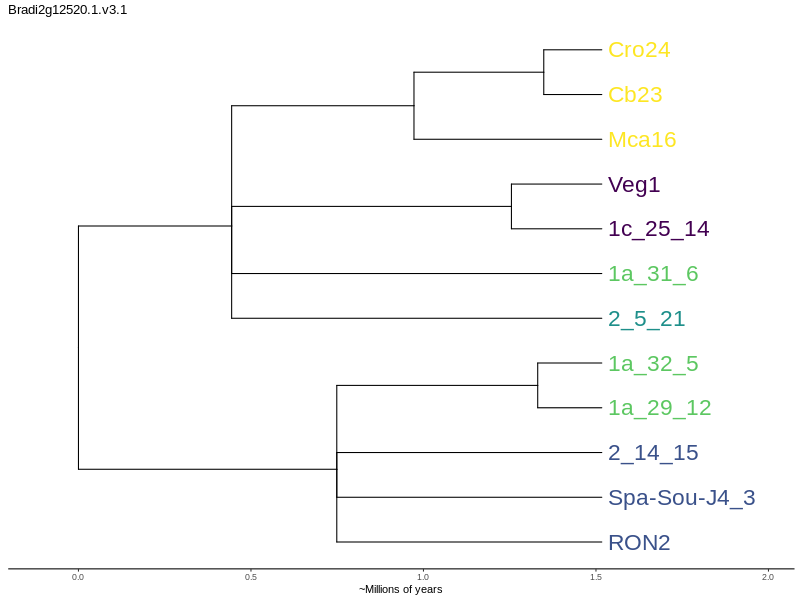 Bradi2g12520.1.v3.1
Cro24
Cb23
Mca16
Veg1
1c_25_14
1a_31_6
2_5_21
1a_32_5
1a_29_12
2_14_15
Spa-Sou-J4_3
RON2
0.0 0.5 1.0 1.5 2.0
~Millions of years